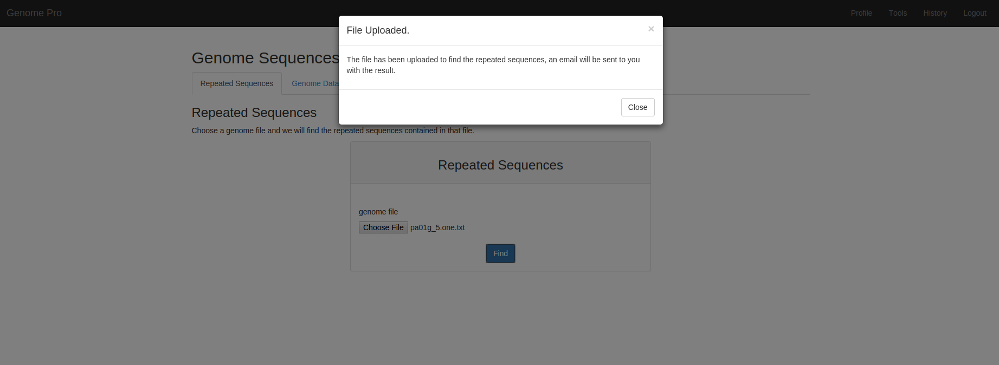 Genome Pro
Profile Tools History Logout
File Uploaded. ×
The file has been uploaded to find the repeated sequences, an email will be sent to you
with the result.
Close
Genome Sequences
Repeated Sequences Genome Data
Repeated Sequences
Choose a genome file and we will find the repeated sequences contained in that file.
Repeated Sequences
genome file
Choose File pa01g_5.one.txt
Find